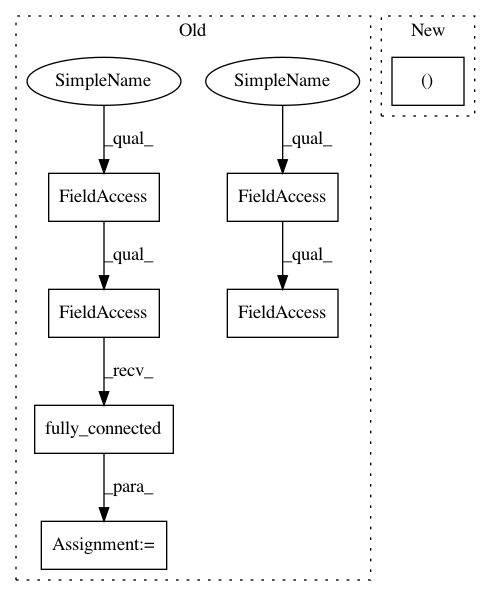 Old
New
SimpleName
SimpleName
()
_qual_
_qual_
FieldAccess
FieldAccess
_qual_
_qual_
FieldAccess
FieldAccess
_recv_
fully_connected
_para_
Assignment:=